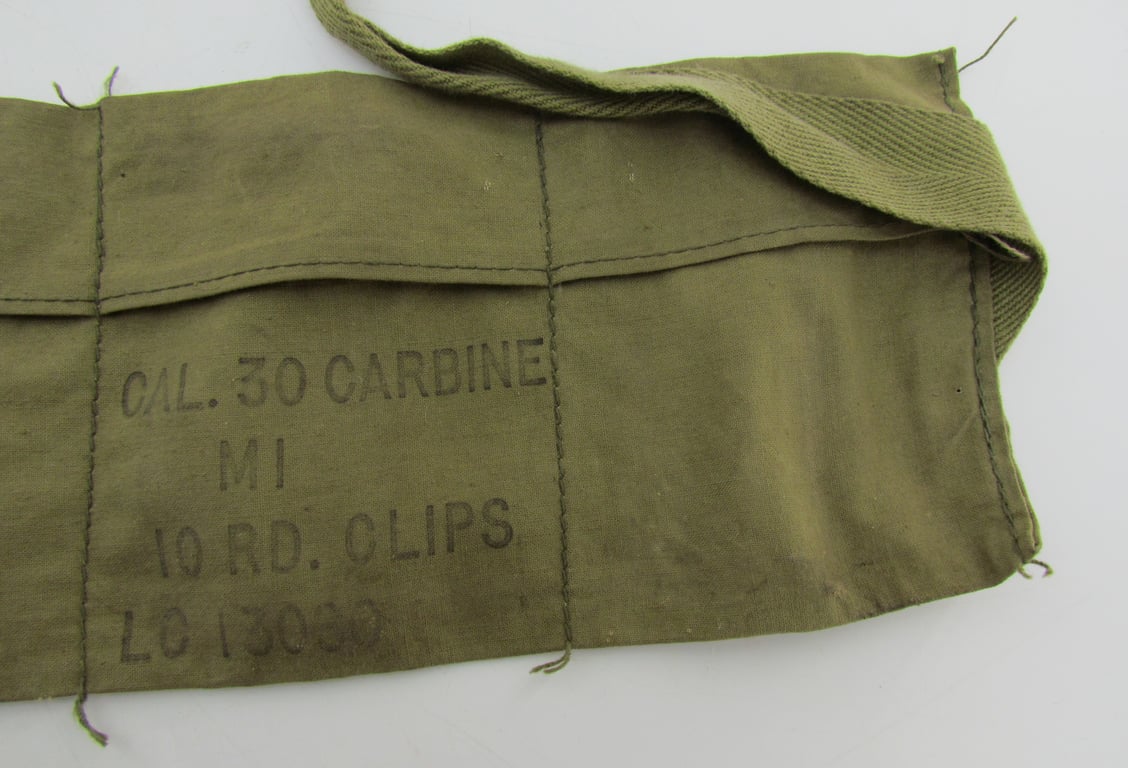 CAL. 30 CARBINE
M1
10 RD. CLIPS
LC